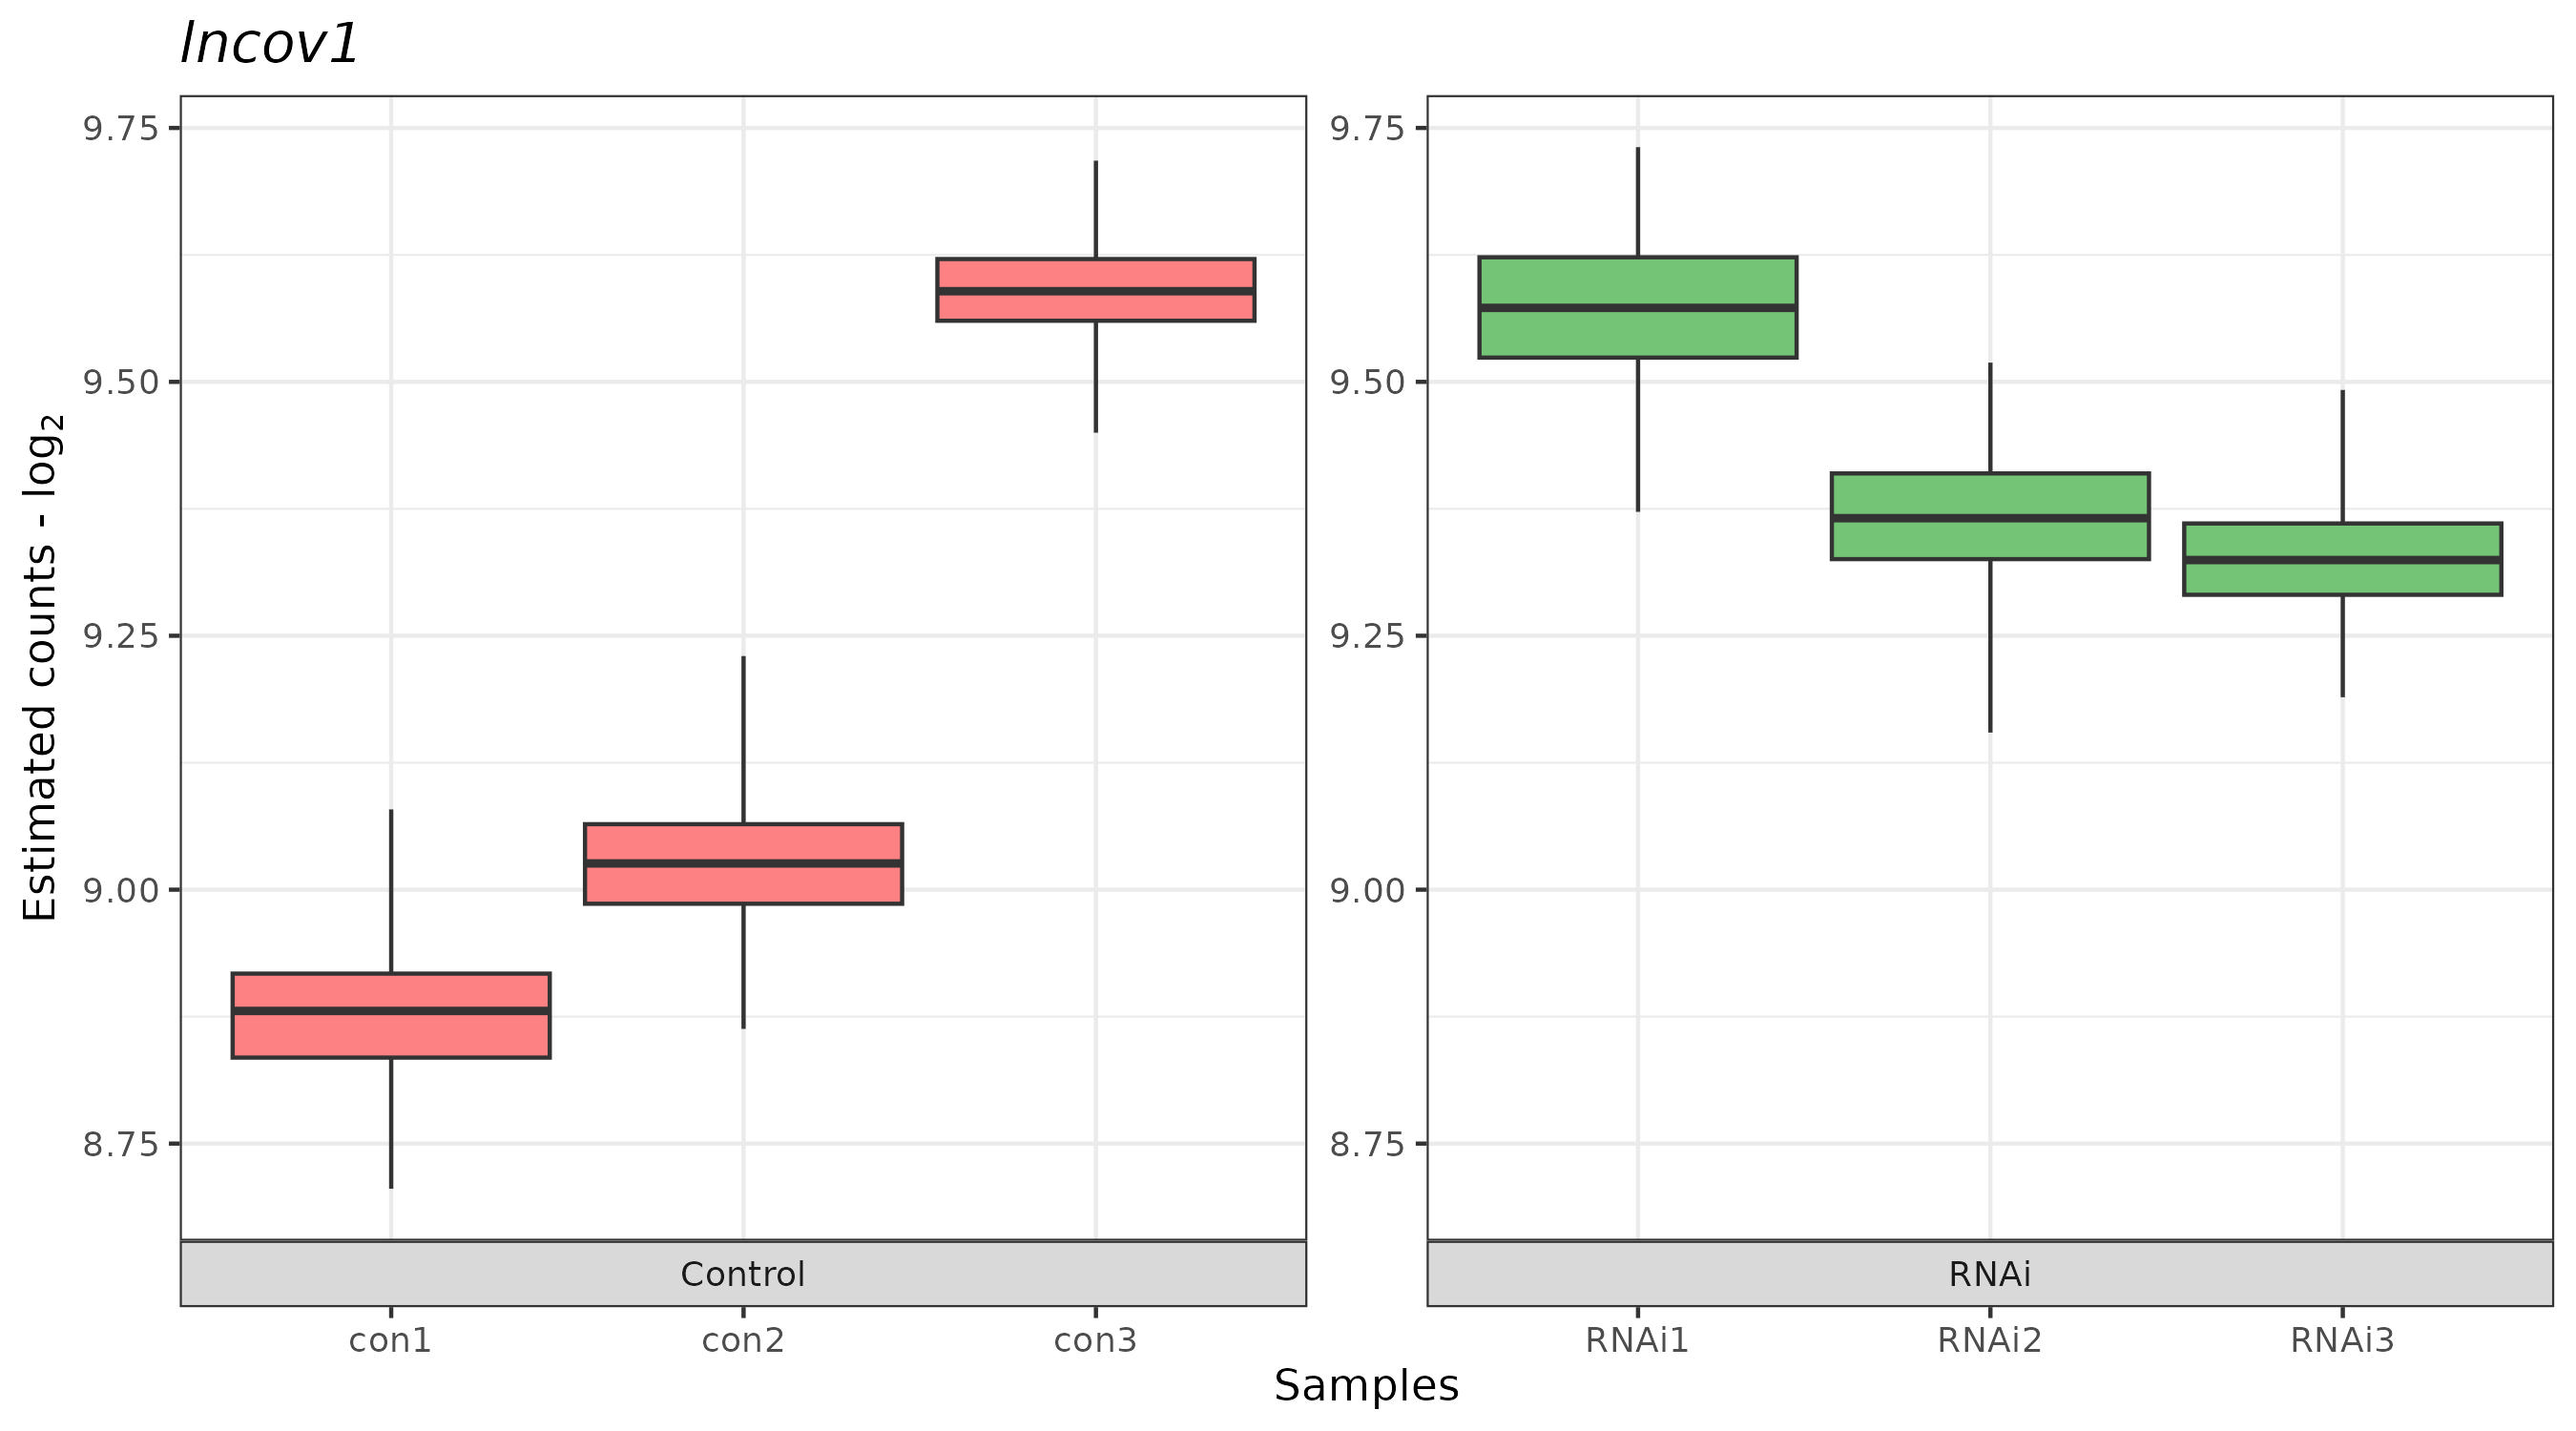 lncov1
Estimated counts - log2
9.75
9.50
9.25
9.00
8.75
9.75
9.50
9.25
9.00
8.75
Control
RNAi
con1 con2 con3 RNAi1 RNAi2 RNAi3
Samples